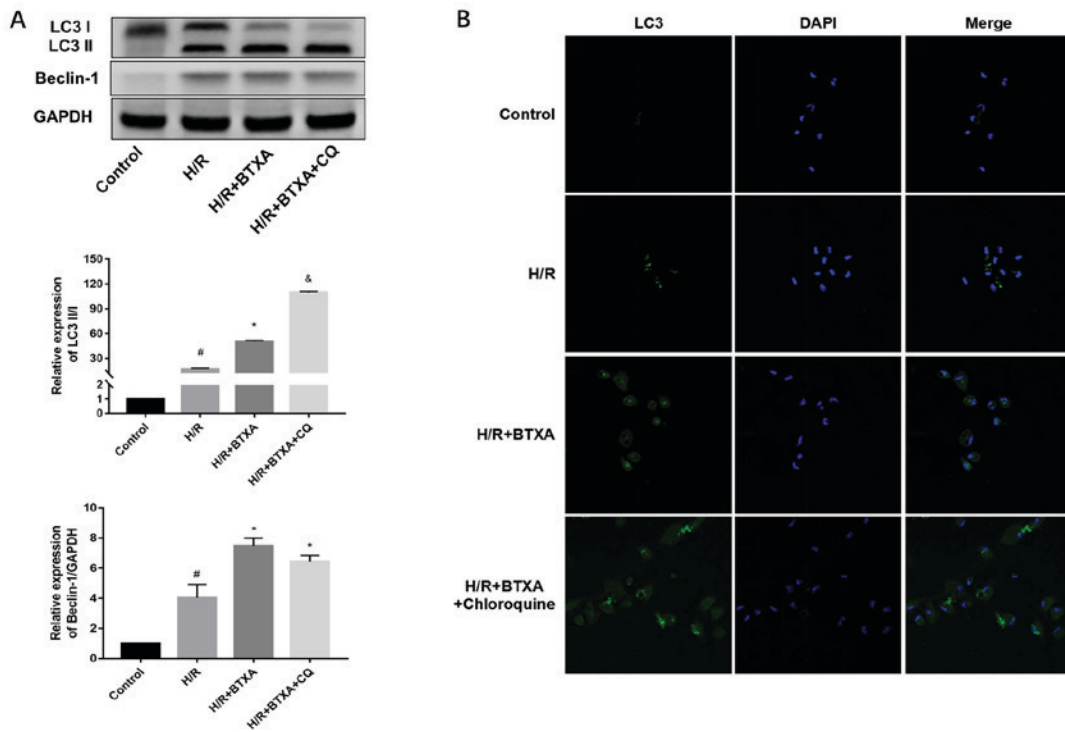 A
LC3 I
LC3 II
Beclin-1
GAPDH
Control
H/R
H/R+BTXA
H/R+BTXA+CQ
Relative expression
of LC3 II/I
150
120
90
60
30
2
1
0
#
*
&
Control
H/R
H/R+BTXA
H/R+BTXA+CQ
Relative expression
of Beclin-1/GAPDH
10
8
6
4
2
0
#
*
*
Control
H/R
H/R+BTXA
H/R+BTXA+CQ
B
LC3 DAPI Merge
Control
H/R
H/R+BTXA
H/R+BTXA
+Chloroquine